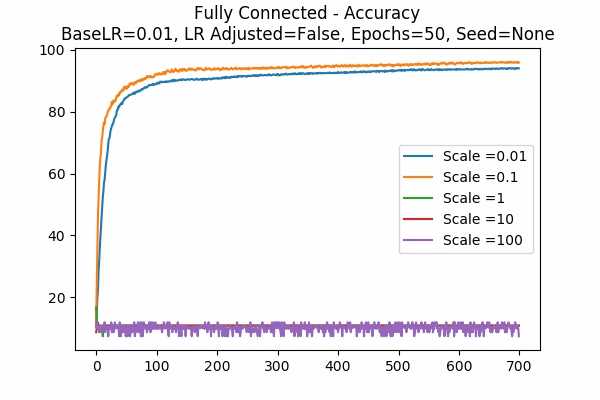 Fully Connected - Accuracy
BaseLR=0.01, LR Adjusted=False, Epochs=50, Seed=None
100
80
60
40
20
Scale =0.01
Scale =0.1
Scale =1
Scale =10
Scale =100
0 100 200 300 400 500 600 700